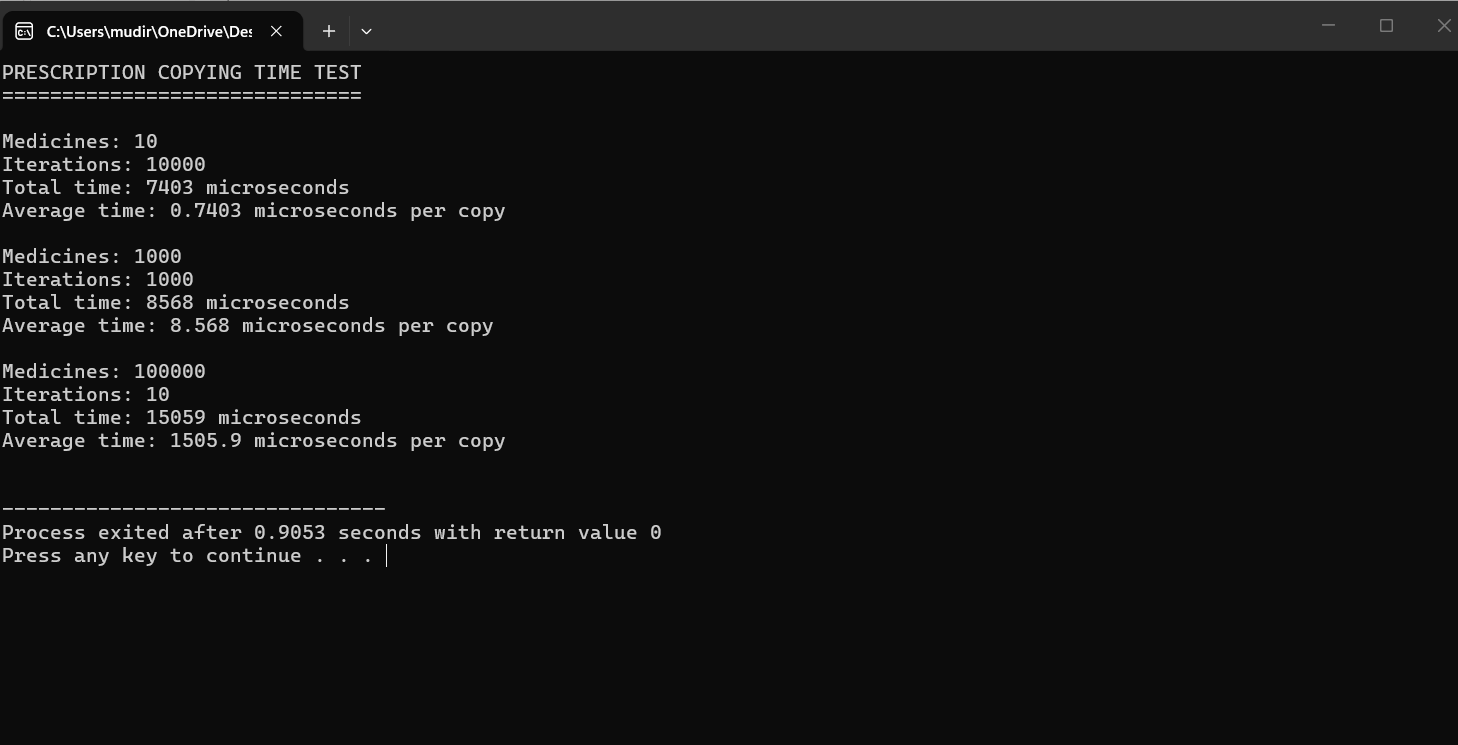 C:\Users\mudir\OneDrive\Des
PRESCRIPTION COPYING TIME TEST
==============================
Medicines: 10
Iterations: 10000
Total time: 7403 microseconds
Average time: 0.7403 microseconds per copy
Medicines: 1000
Iterations: 1000
Total time: 8568 microseconds
Average time: 8.568 microseconds per copy
Medicines: 100000
Iterations: 10
Total time: 15059 microseconds
Average time: 1505.9 microseconds per copy
--------------------------------
Process exited after 0.9053 seconds with return value 0
Press any key to continue . . .